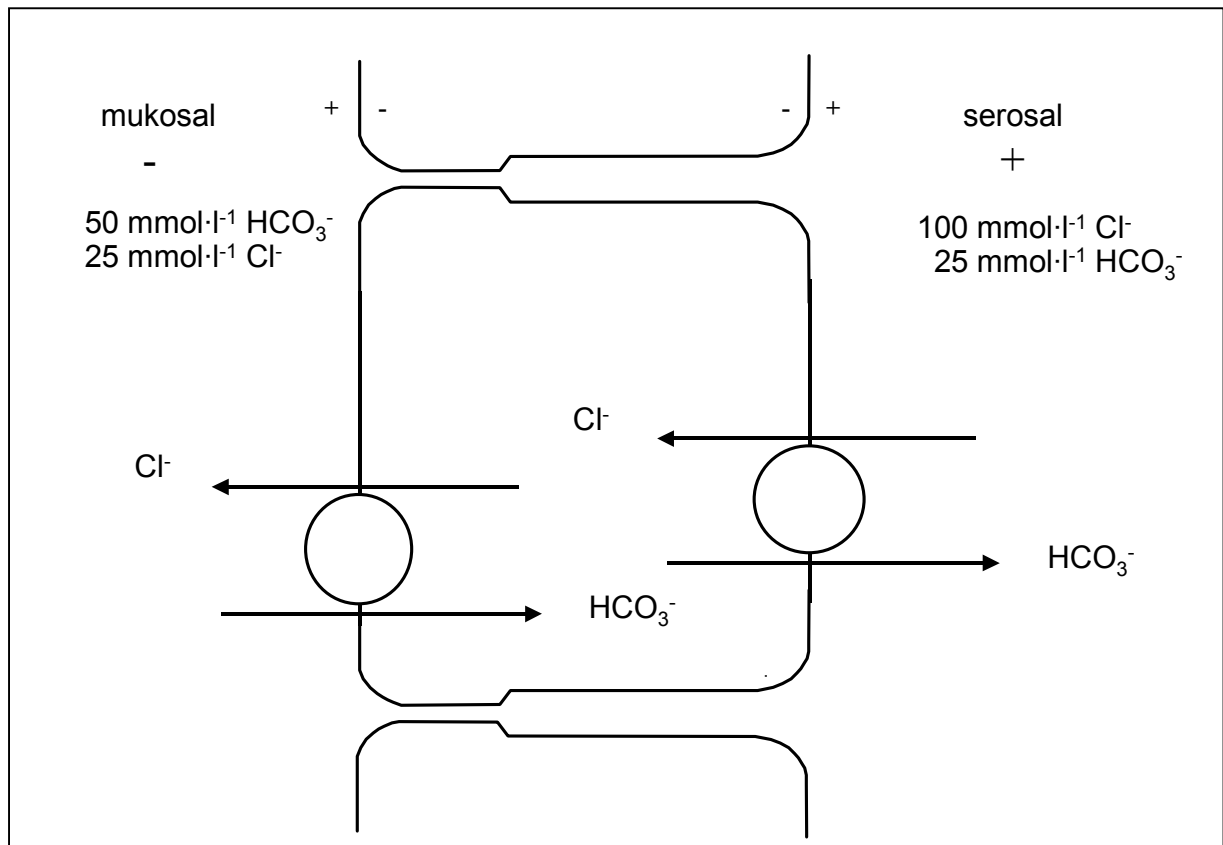 + - - +
mukosal serosal
- +
50 mmol·l⁻¹ HCO₃⁻ 100 mmol·l⁻¹ Cl⁻
25 mmol·l⁻¹ Cl⁻ 25 mmol·l⁻¹ HCO₃⁻
Cl⁻
Cl⁻
HCO₃⁻
HCO₃⁻